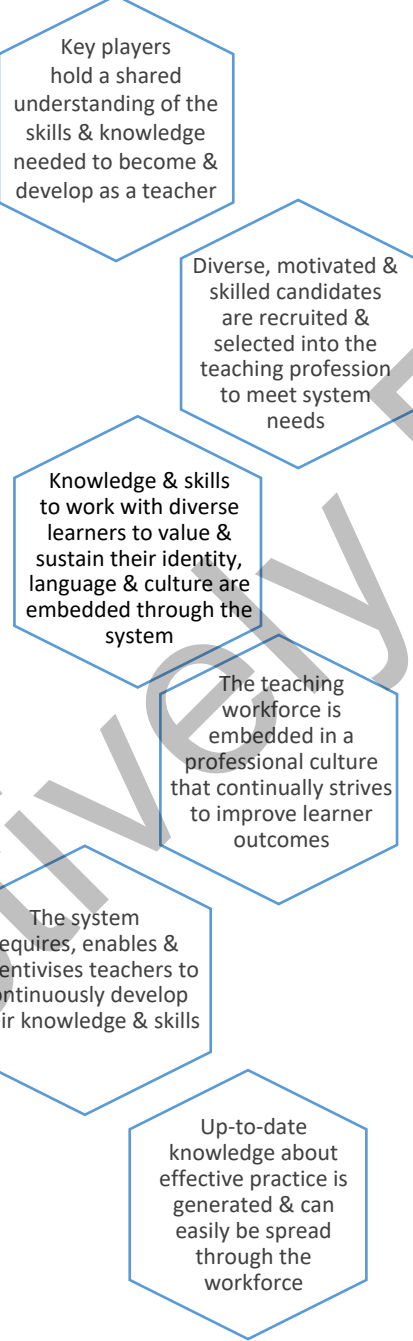 Key players
hold a shared
understanding of the
skills & knowledge
needed to become &
develop as a teacher
Diverse, motivated &
skilled candidates
are recruited &
selected into the
teaching profession
to meet system
needs
Knowledge & skills
to work with diverse
learners to value &
sustain their identity,
language & culture are
embedded through the
system
The teaching
workforce is
embedded in a
professional culture
that continually strives
to improve learner
outcomes
The system
equires, enables &
entivises teachers to
ontinuously develop
ir knowledge & skills
Up-to-date
knowledge about
effective practice is
generated & can
easily be spread
through the
workforce
tively